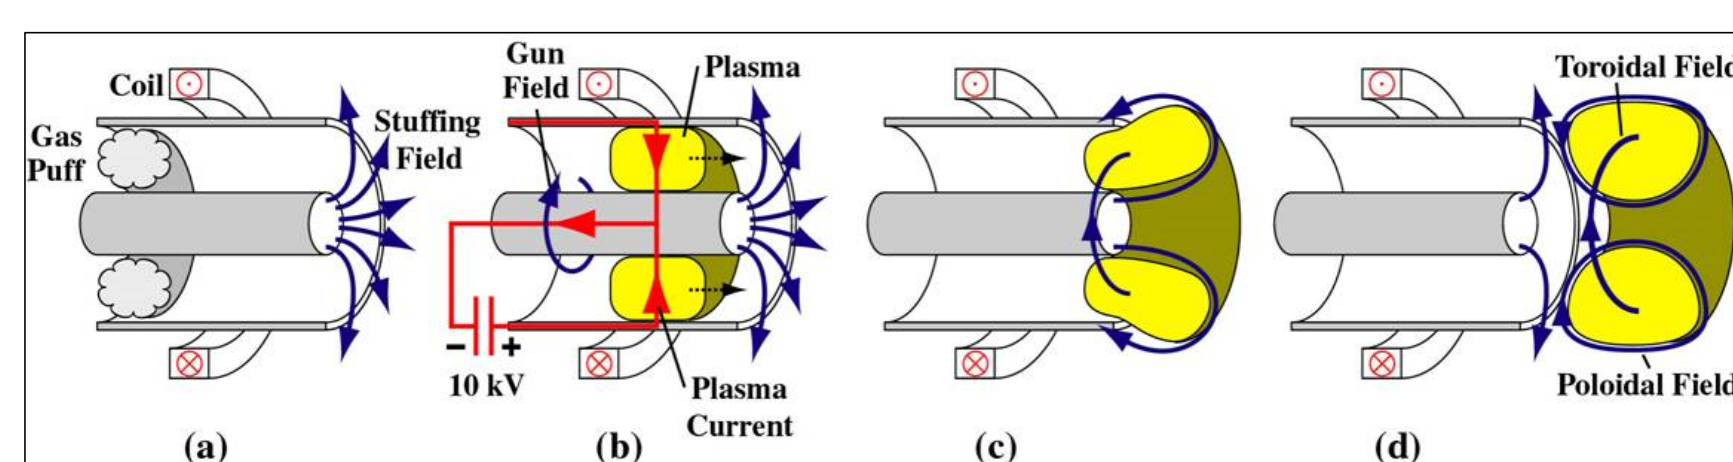 Coil
Gas
Puff
Stuffing
Field
(a)
Gun
Field
Plasma
− +
10 kV
Plasma
Current
(b)
(c)
Toroidal Field
Poloidal Field
(d)